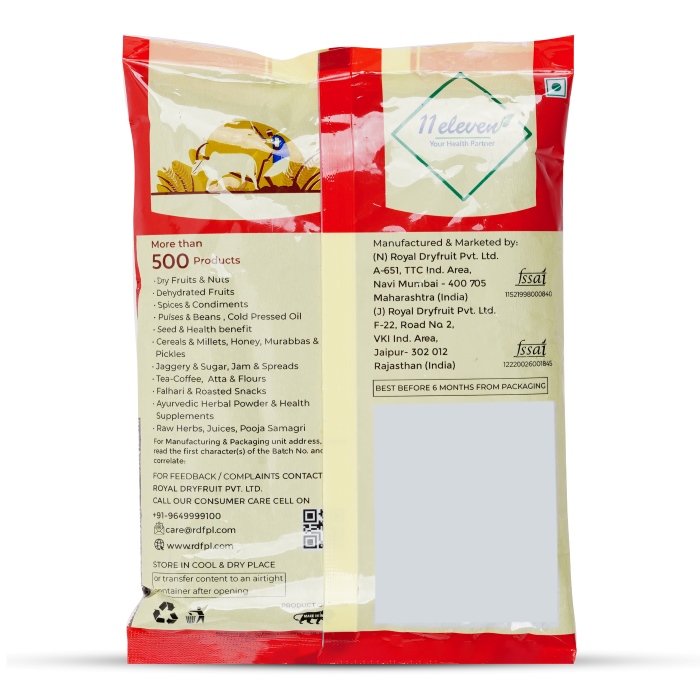 More than
500 Products
· Dry Fruits & Nuts
· Dehydrated Fruits
· Spices & Condiments
· Pulses & Beans , Cold Pressed Oil
· Seed & Health benefit
· Cereals & Millets, Honey, Murabbas &
Pickles
· Jaggery & Sugar, Jam & Spreads
· Tea-Coffee, Atta & Flours
· Falhari & Roasted Snacks
· Ayurvedic Herbal Powder & Health
Supplements
· Raw Herbs, Juices, Pooja Samagri
For Manufacturing & Packaging unit address,
read the first character(s) of the Batch No. and
correlate:
FOR FEEDBACK / COMPLAINTS CONTACT
ROYAL DRYFRUIT PVT. LTD.
CALL OUR CONSUMER CARE CELL ON
+91-9649999100
care@rdfpl.com
www.rdfpl.com
STORE IN COOL & DRY PLACE
or transfer content to an airtight
container after opening
PRODUCT
MADE IN
11 eleven
Your Health Partner
Manufactured & Marketed by:
(N) Royal Dryfruit Pvt. Ltd.
A-651, TTC Ind. Area,
Navi Mumbai - 400 705
Maharashtra (India)
fssai
11521998000840
(J) Royal Dryfruit Pvt. Ltd.
F-22, Road No. 2,
VKI Ind. Area,
Jaipur- 302 012
Rajasthan (India)
fssai
12220026001845
BEST BEFORE 6 MONTHS FROM PACKAGING